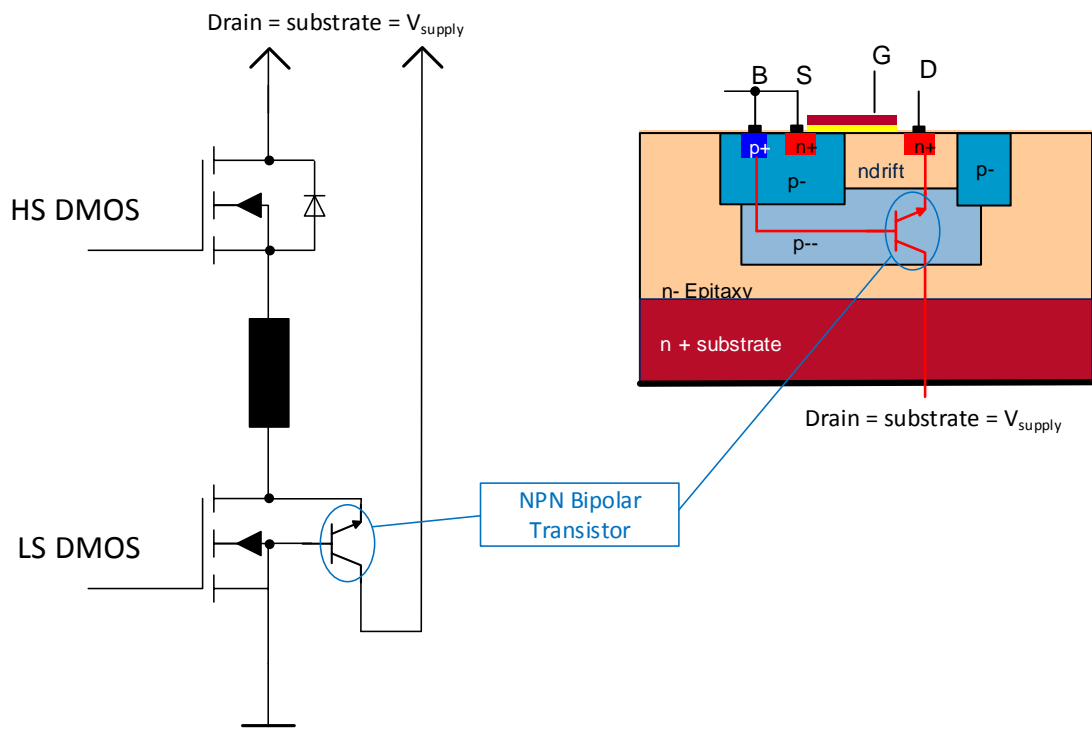 Drain = substrate = Vsupply
HS DMOS
LS DMOS
NPN Bipolar
Transistor
G
B S D
p+ n+ n+
p- ndrift p-
p--
n- Epitaxy
n + substrate
Drain = substrate = Vsupply